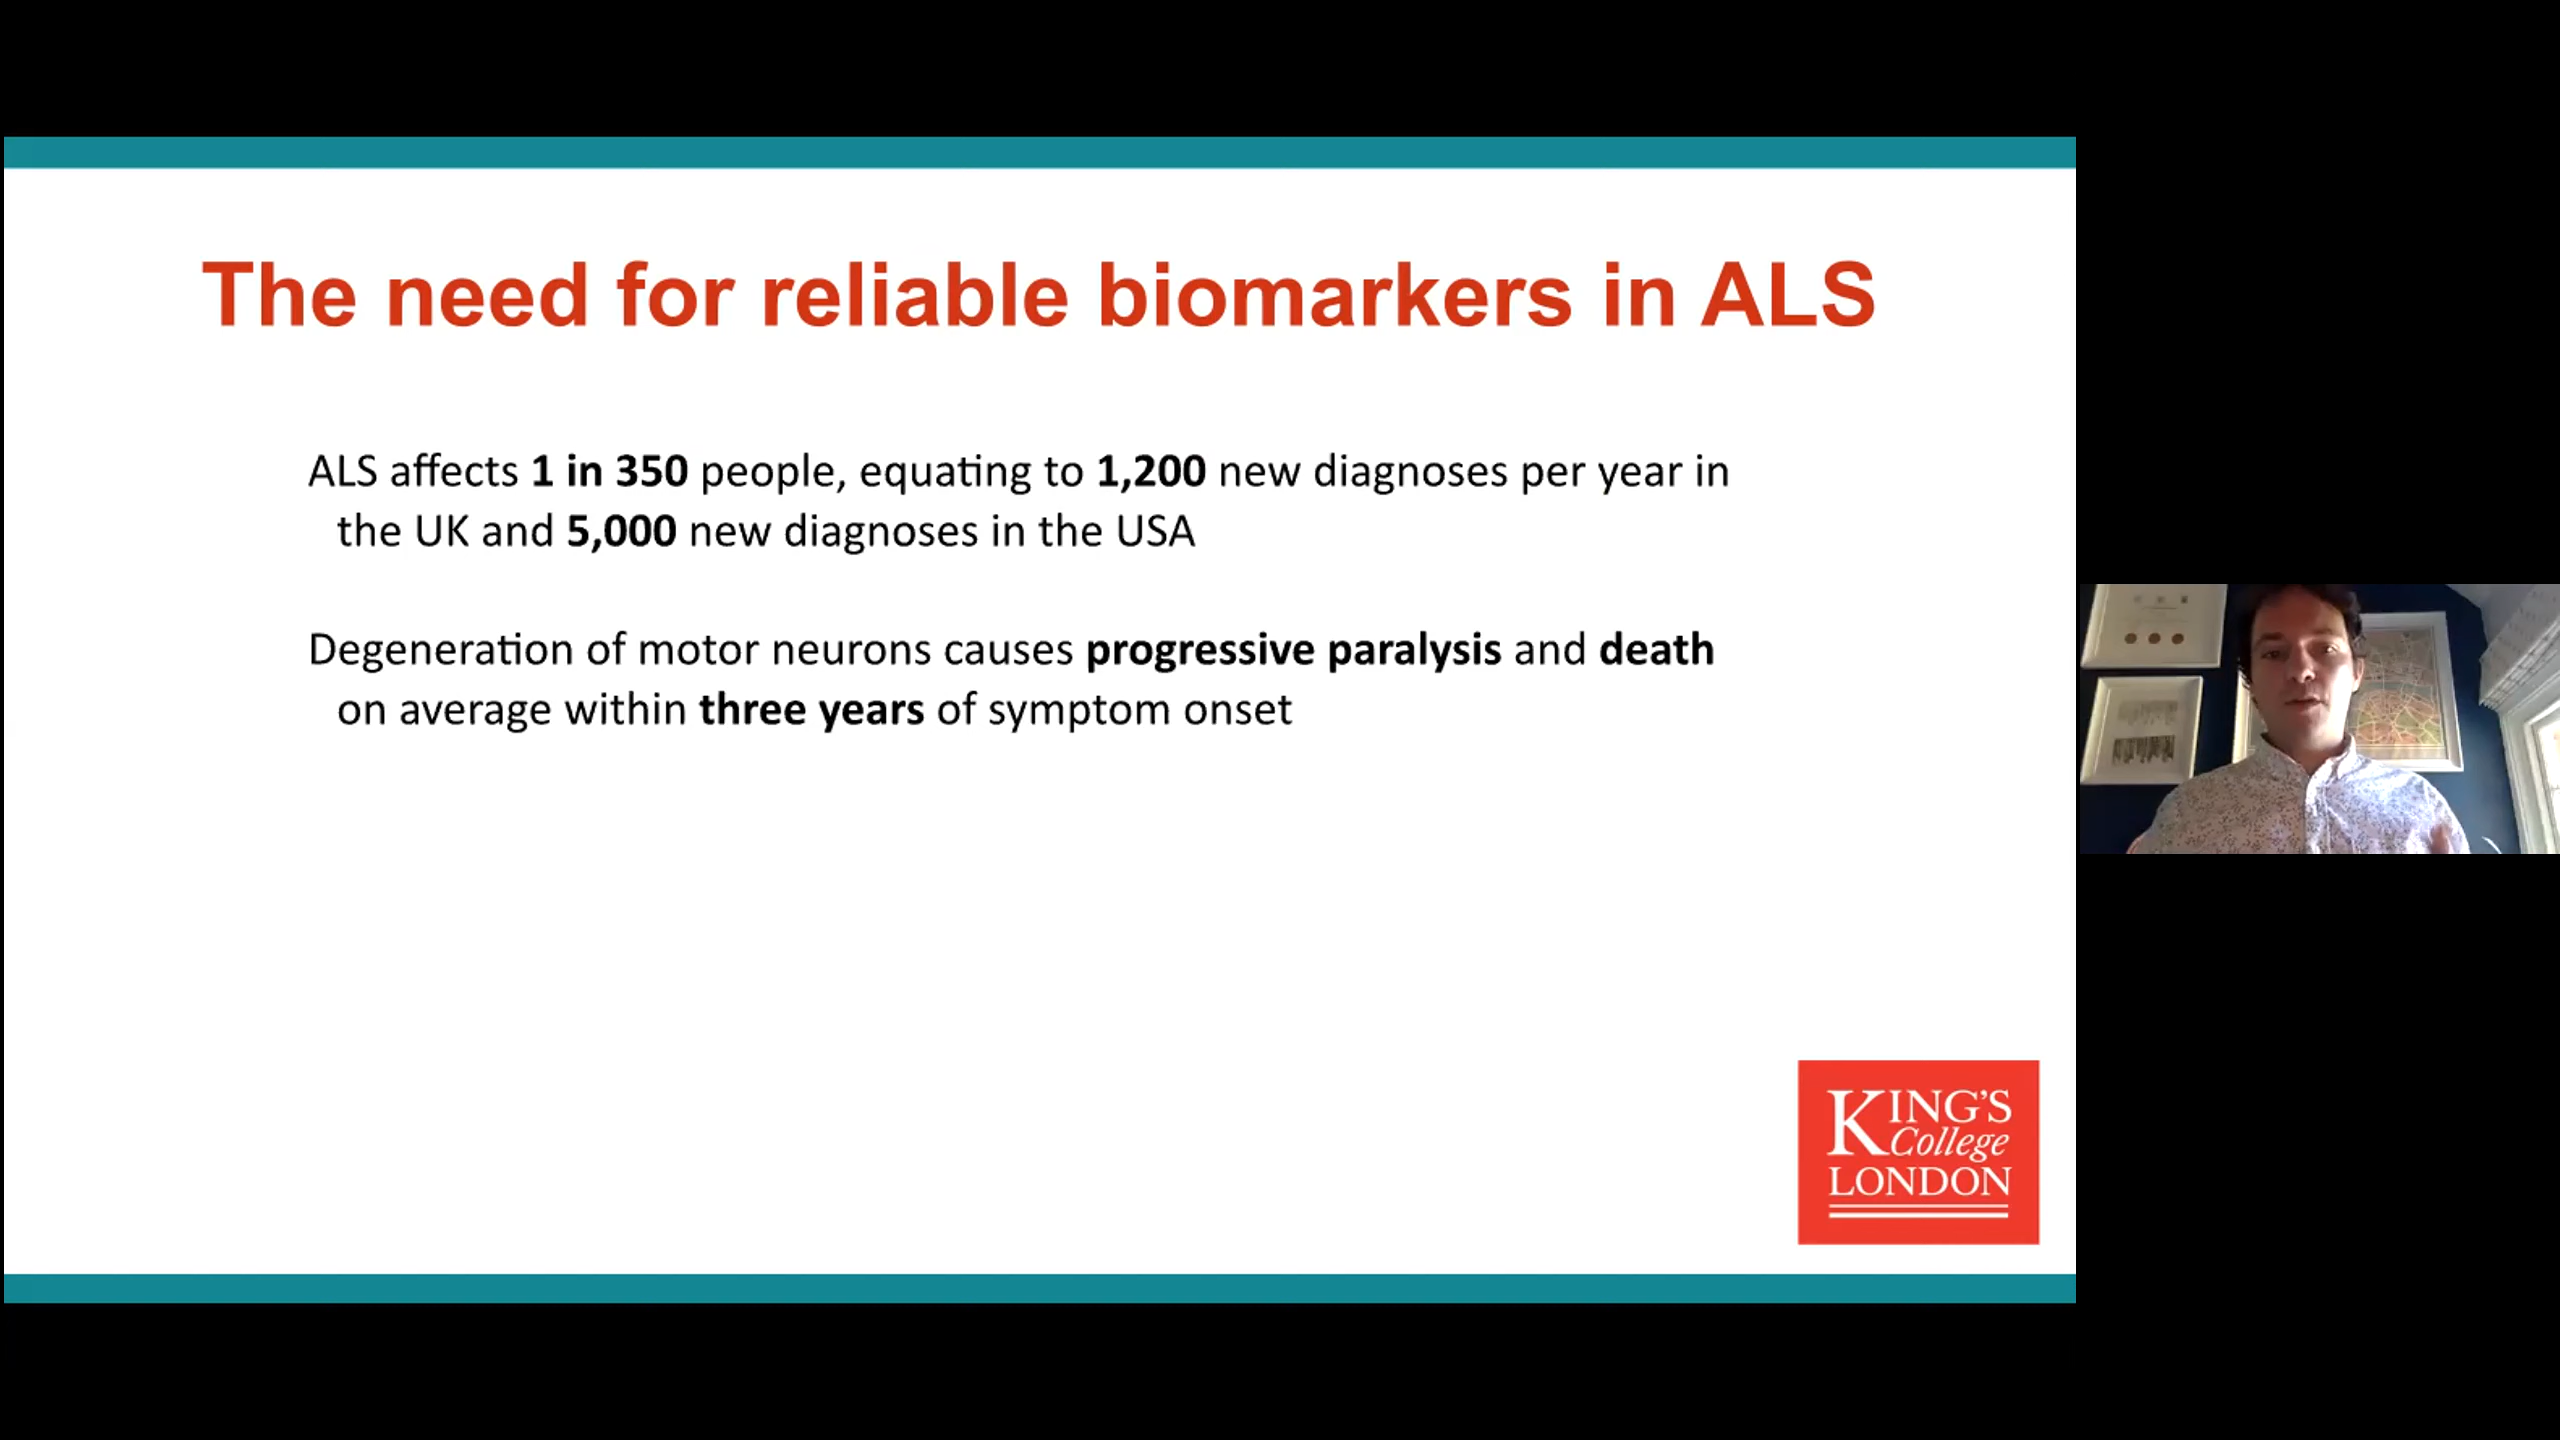 The need for reliable biomarkers in ALS
ALS affects 1 in 350 people, equating to 1,200 new diagnoses per year in
the UK and 5,000 new diagnoses in the USA
Degeneration of motor neurons causes progressive paralysis and death
on average within three years of symptom onset
KING'S
College
LONDON